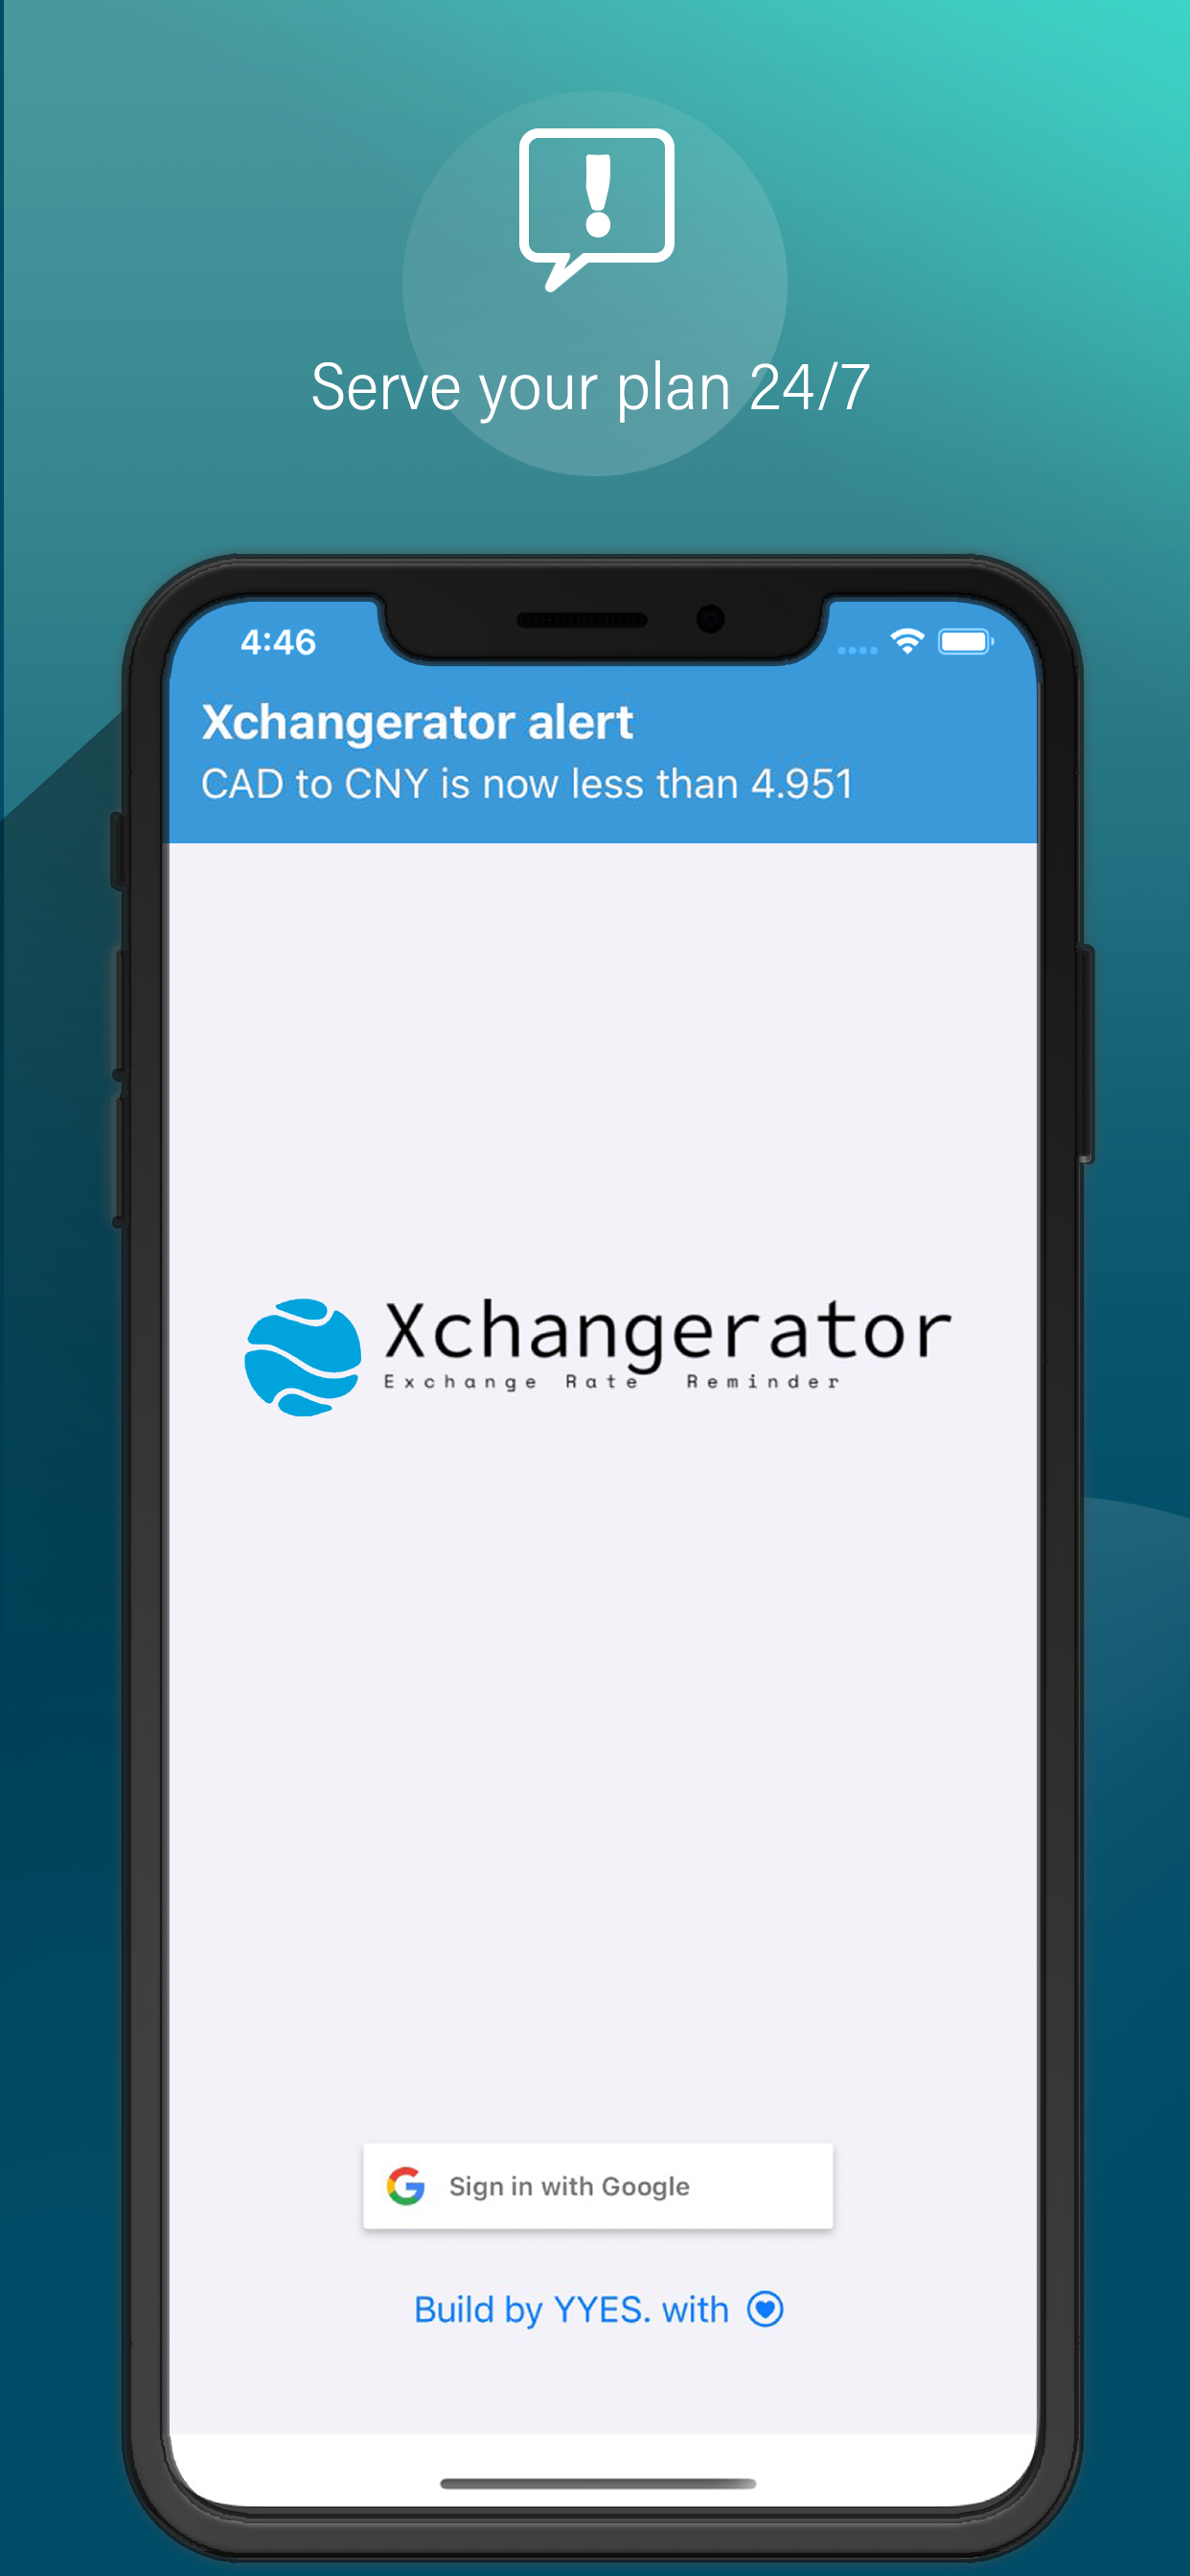 Serve your plan 24/7
4:46
Xchangerator alert
CAD to CNY is now less than 4.951
Xchangerator
Exchange Rate Reminder
Sign in with Google
Build by YYES. with